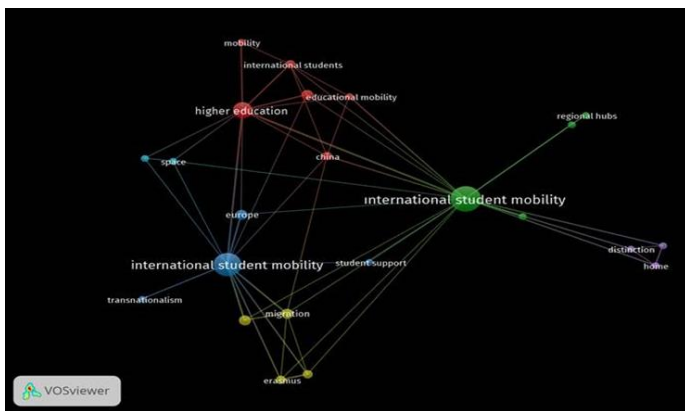 mobility
international students
educational mobility
higher education
regional hubs
china
space
international student mobility
europe
distinction
international student mobility
student support
home
transnationalism
migration
erasmus
VOSviewer